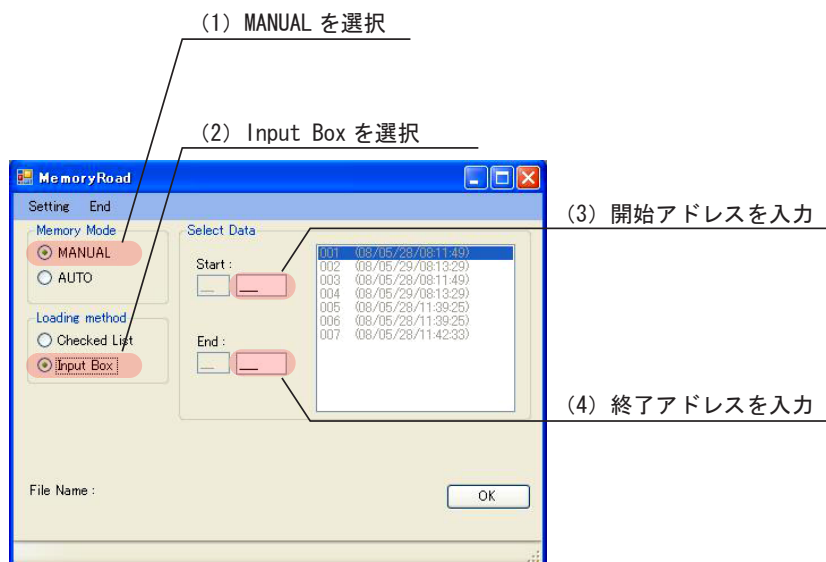 (1) MANUAL を選択
(2) Input Box を選択
MemoryRoad
Setting End
(3) 開始アドレスを入力
Memory Mode
MANUAL
AUTO
Loading method
Checked List
Input Box
Select Data
Start :
__ __
End :
__ __
001 (08/05/28/08:11:49)
002 (08/05/29/08:13:29)
003 (08/05/28/08:11:49)
004 (08/05/29/08:13:29)
005 (08/05/28/11:39:25)
006 (08/05/28/11:39:25)
007 (08/05/28/11:42:33)
(4) 終了アドレスを入力
File Name :
OK